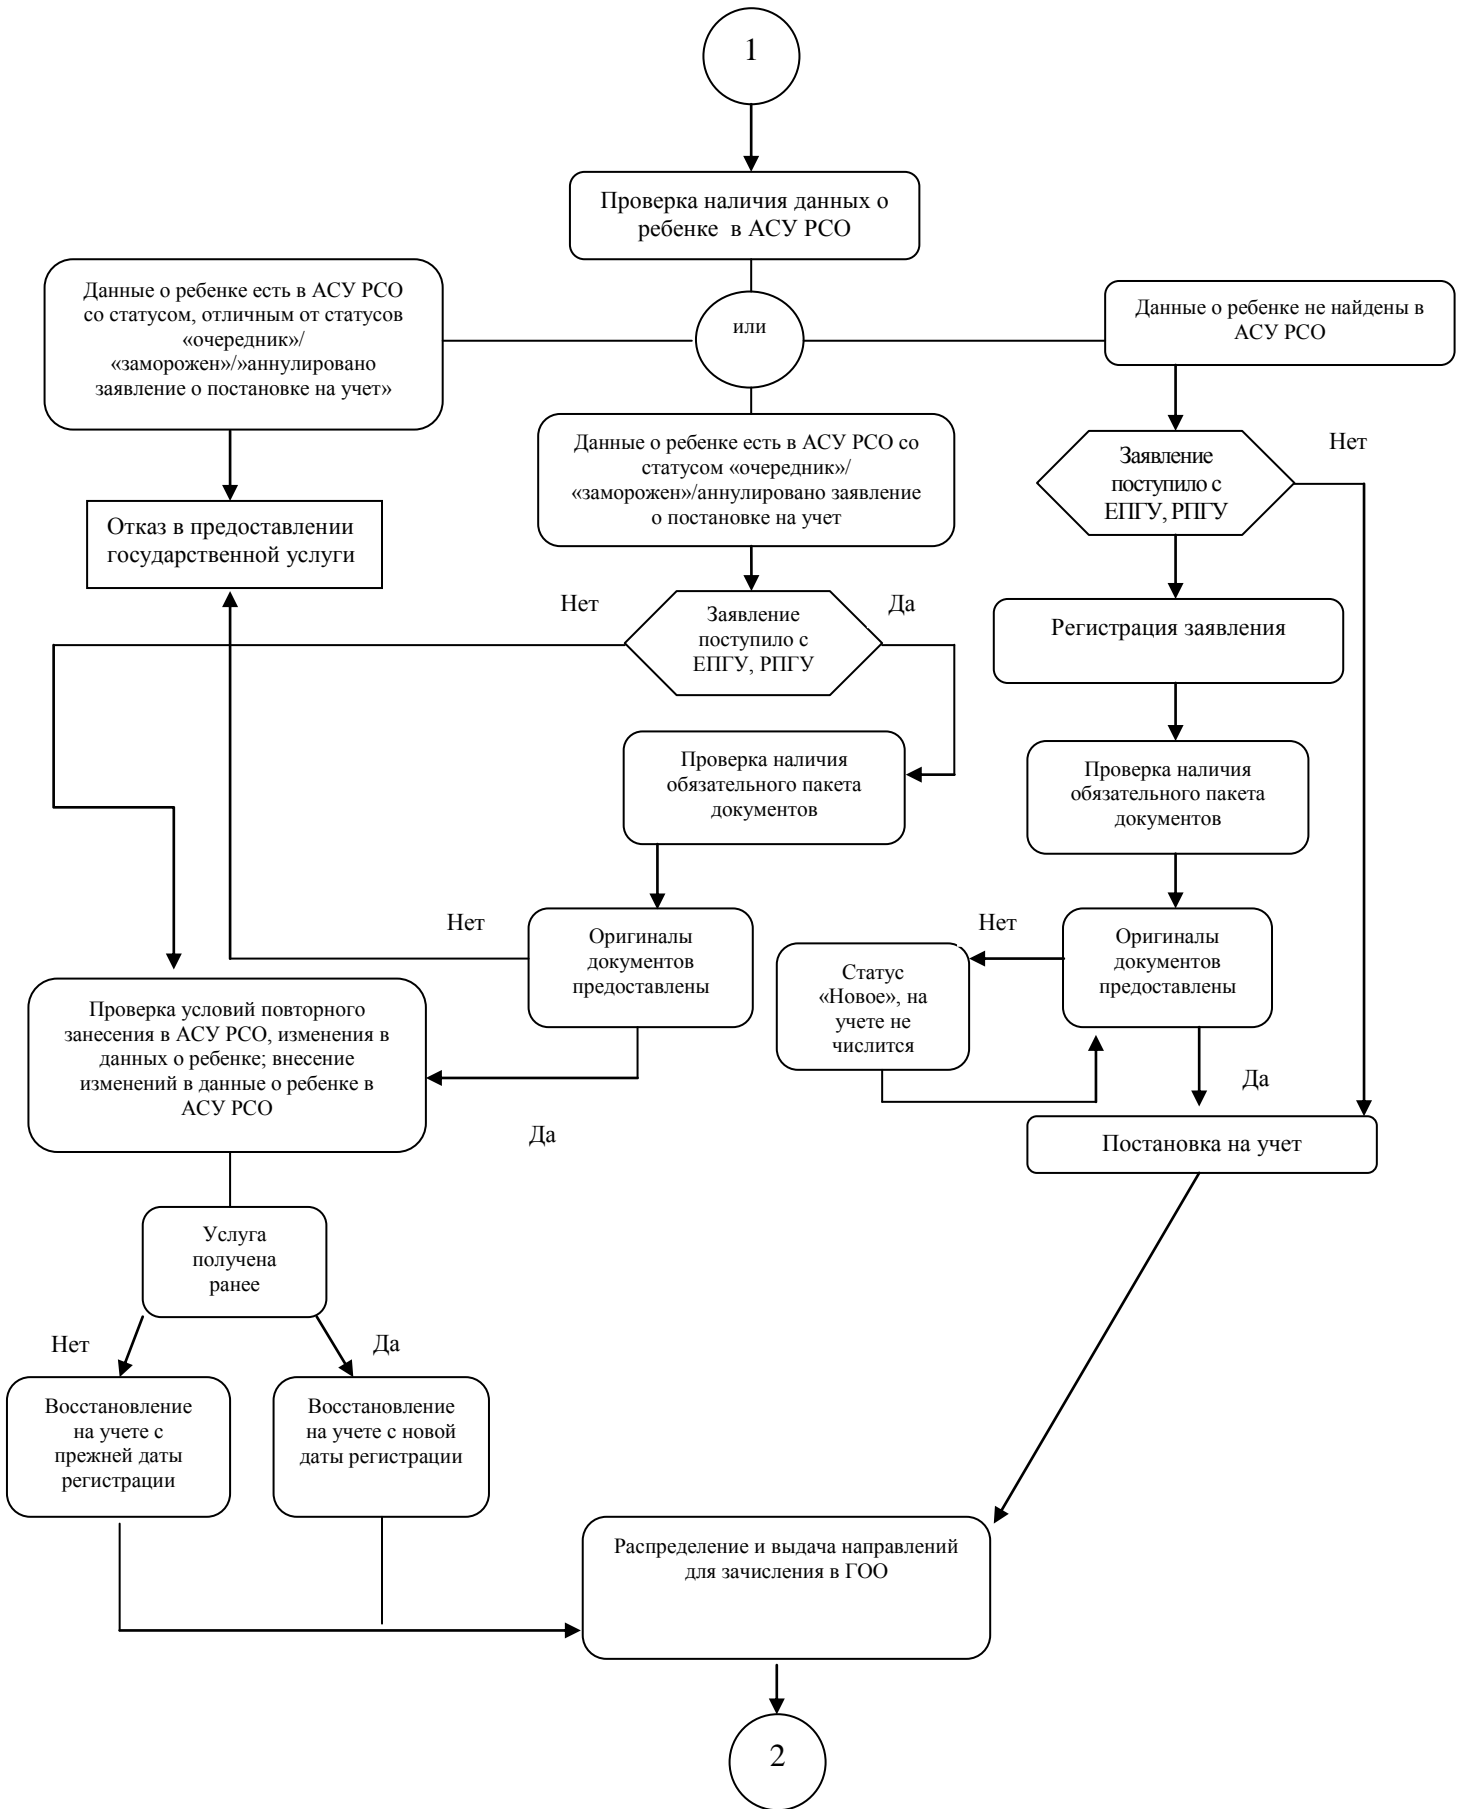 1
Проверка наличия данных о
ребенке в АСУ РСО
Данные о ребенке есть в АСУ РСО
со статусом, отличным от статусов
«очередник»/
«заморожен»/»аннулировано
заявление о постановке на учет»
или
Данные о ребенке не найдены в
АСУ РСО
Данные о ребенке есть в АСУ РСО со
статусом «очередник»/
«заморожен»/аннулировано заявление
о постановке на учет
Заявление
поступило с
ЕПГУ, РПГУ
Нет
Отказ в предоставлении
государственной услуги
Нет
Заявление
поступило с
ЕПГУ, РПГУ
Да
Регистрация заявления
Проверка наличия
обязательного пакета
документов
Проверка наличия
обязательного пакета
документов
Нет
Оригиналы
документов
предоставлены
Нет
Статус
«Новое», на
учете не
числится
Оригиналы
документов
предоставлены
Проверка условий повторного
занесения в АСУ РСО, изменения в
данных о ребенке; внесение
изменений в данные о ребенке в
АСУ РСО
Да
Да
Постановка на учет
Услуга
получена
ранее
Нет
Да
Восстановление
на учете с
прежней даты
регистрации
Восстановление
на учете с новой
даты регистрации
Распределение и выдача направлений
для зачисления в ГОО
2